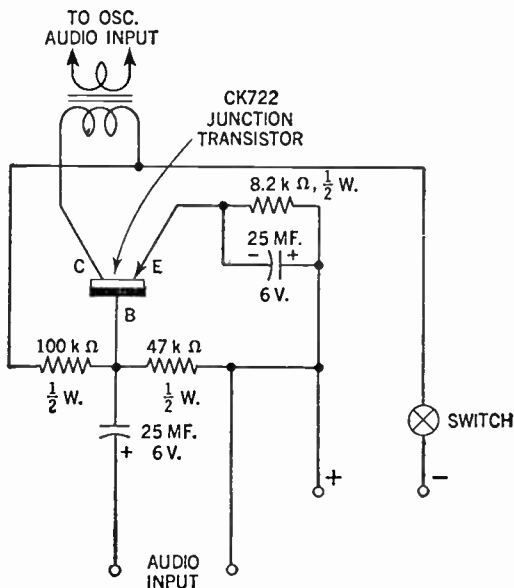 TO OSC.
AUDIO INPUT
CK722
JUNCTION
TRANSISTOR
8.2 k Ω, 1/2 W.
- 25 MF. +
6 V.
C E
B
100 k Ω 47 k Ω
1/2 W. 1/2 W.
25 MF.
+ 6 V.
SWITCH
+ -
AUDIO
INPUT